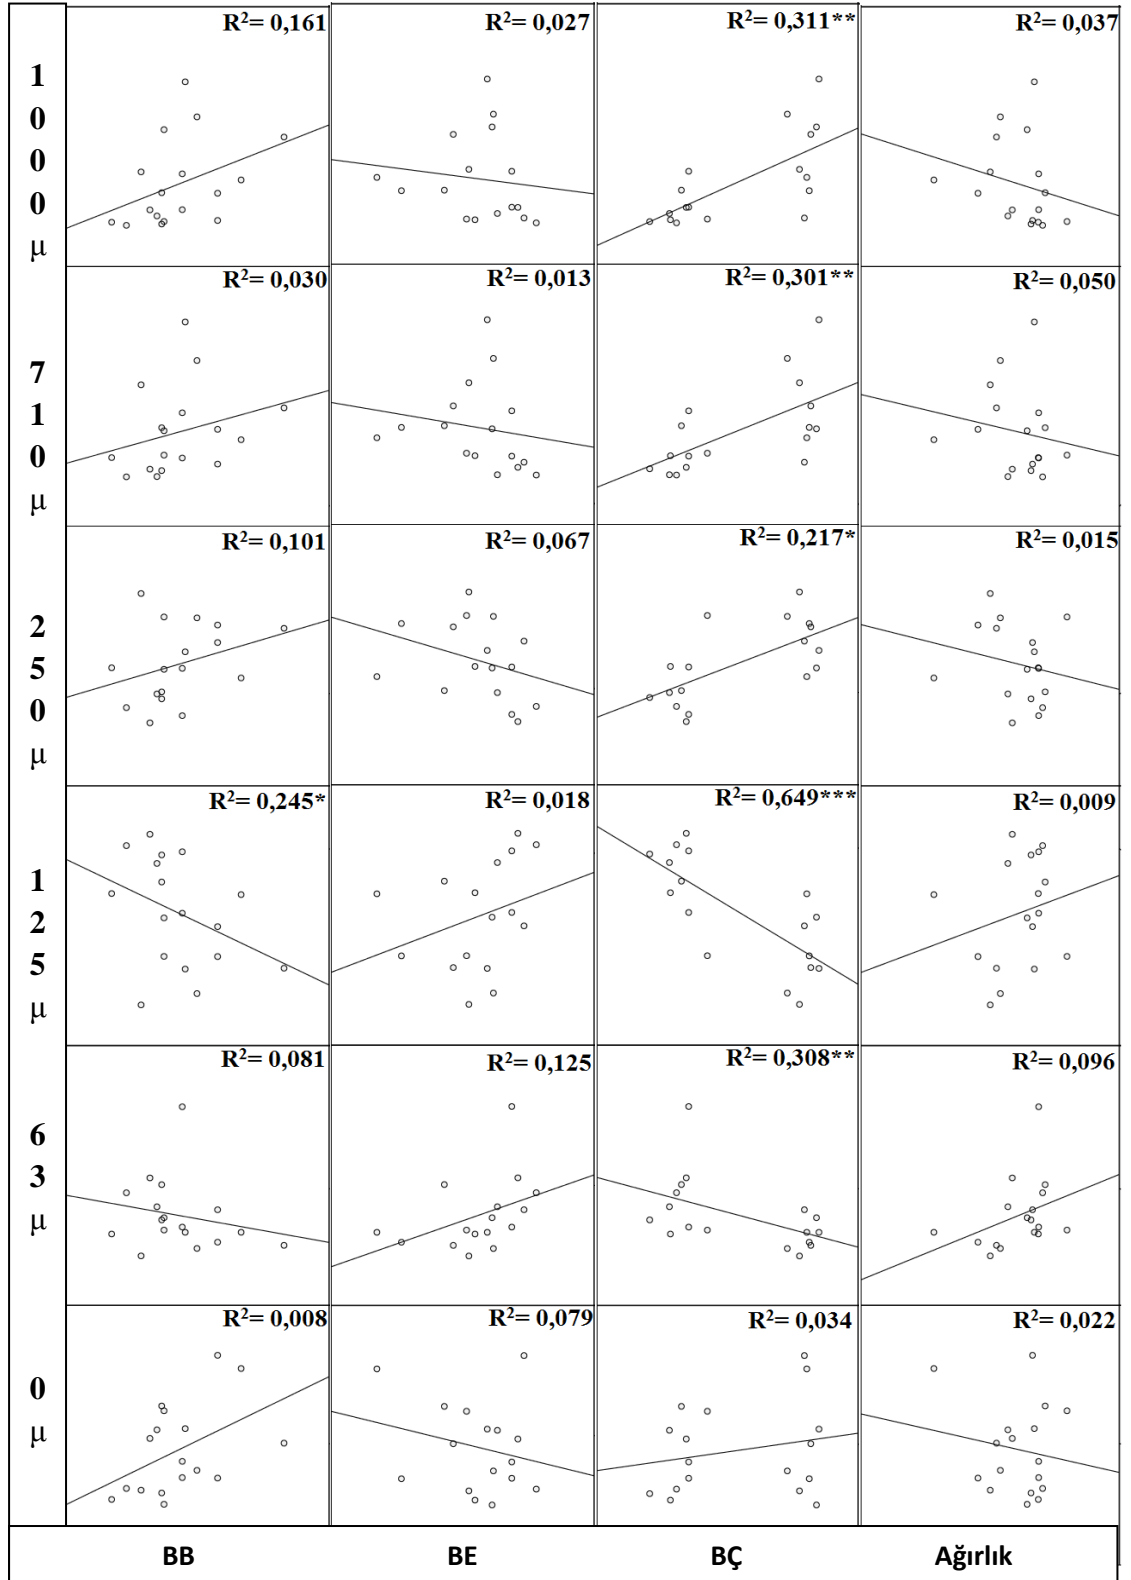 R²= 0,161 R²= 0,027 R²= 0,311** R²= 0,037
1000µ
R²= 0,030 R²= 0,013 R²= 0,301** R²= 0,050
710µ
R²= 0,101 R²= 0,067 R²= 0,217* R²= 0,015
250µ
R²= 0,245* R²= 0,018 R²= 0,649*** R²= 0,009
125µ
R²= 0,081 R²= 0,125 R²= 0,308** R²= 0,096
63µ
R²= 0,008 R²= 0,079 R²= 0,034 R²= 0,022
0µ
BB BE BÇ Ağırlık